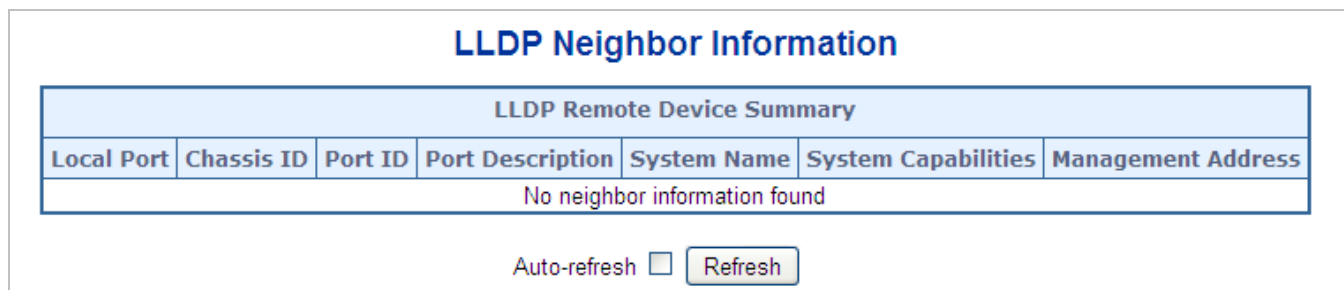 LLDP Neighbor Information
LLDP Remote Device Summary
Local Port Chassis ID Port ID Port Description System Name System Capabilities Management Address
No neighbor information found
Auto-refresh Refresh